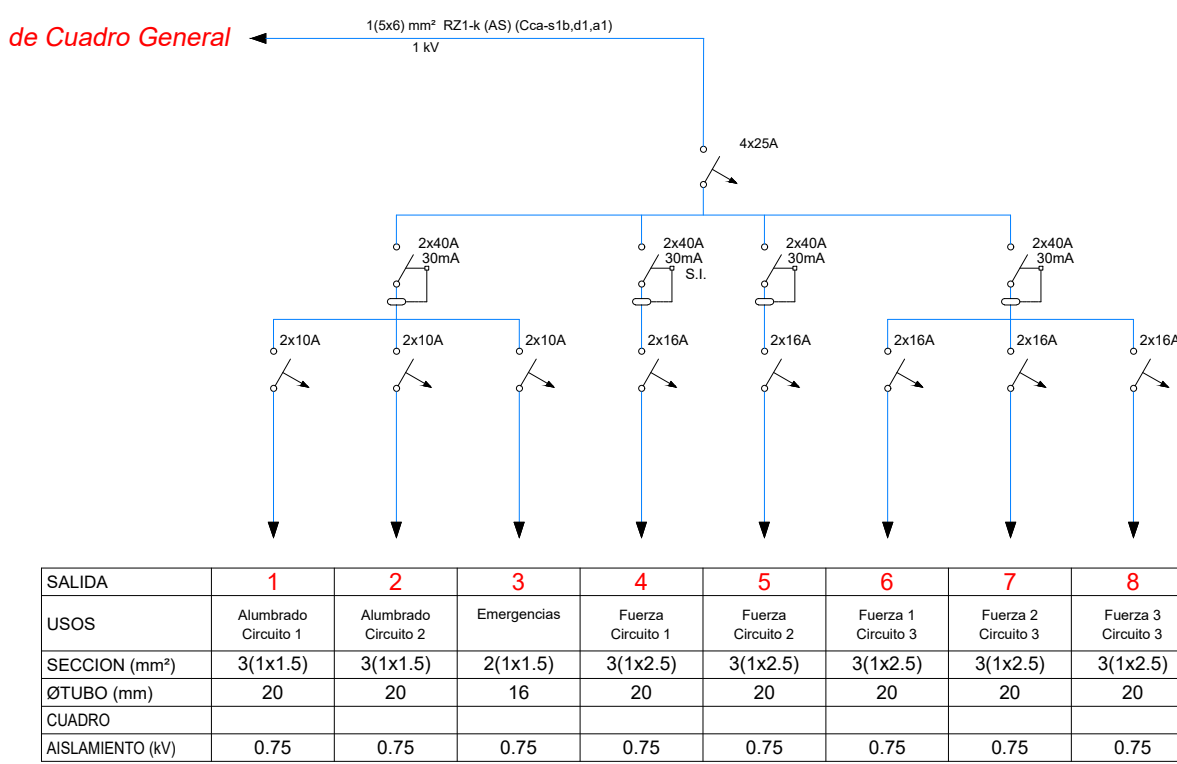 de Cuadro General
1(5x6) mm² RZ1-k (AS) (Cca-s1b,d1,a1)
1 kV
4x25A
2x40A 2x40A 2x40A 2x40A
30mA 30mA 30mA 30mA
S.I.
2x10A 2x10A 2x10A 2x16A 2x16A 2x16A 2x16A 2x16A
SALIDA 1 2 3 4 5 6 7 8
USOS Alumbrado Circuito 1 Alumbrado Circuito 2 Emergencias Fuerza Circuito 1 Fuerza Circuito 2 Fuerza 1 Circuito 3 Fuerza 2 Circuito 3 Fuerza 3 Circuito 3
SECCION (mm²) 3(1x1.5) 3(1x1.5) 2(1x1.5) 3(1x2.5) 3(1x2.5) 3(1x2.5) 3(1x2.5) 3(1x2.5)
ØTUBO (mm) 20 20 16 20 20 20 20 20
CUADRO
AISLAMIENTO (kV) 0.75 0.75 0.75 0.75 0.75 0.75 0.75 0.75